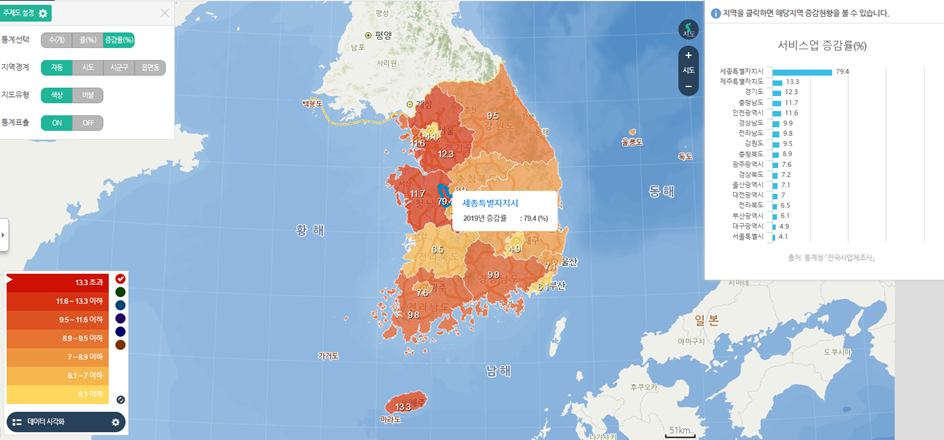 주제도 설정
통계선택
수(개)
율(%)
증감률(%)
지역경계
자동
시도
시군구
읍면동
지도유형
색상
버블
통계표출
ON
OFF
평양
남포
사리원
개성
백령도
지도
+
시도
−
9.5
11.6
12.3
11.7
79.4
세종특별자치시
2019년 증감률 : 79.4 (%)
울릉도
독도
동 해
황 해
6.5
4.9
7.1
울산
부산
9.9
7.6
9.8
가거도
남 해
13.3
마라도
일 본
시마네
야마구치
도쿠시마
후쿠오카
나가사키
51km
13.3 초과
11.6 ~ 13.3 이하
9.5 ~ 11.6 이하
8.9 ~ 9.5 이하
7 ~ 8.9 이하
6.1 ~ 7 이하
6.1 이하
데이터 시각화
지역을 클릭하면 해당지역 증감현황을 볼 수 있습니다.
서비스업 증감률(%)
세종특별자치시 79.4
제주특별자치도 13.3
경기도 12.3
충청남도 11.7
인천광역시 11.6
경상남도 9.9
전라남도 9.8
강원도 9.5
충청북도 8.9
광주광역시 7.6
경상북도 7.2
울산광역시 7.1
대전광역시 7
전라북도 6.5
부산광역시 6.1
대구광역시 4.9
서울특별시 4.1
출처: 통계청 「전국사업체조사」